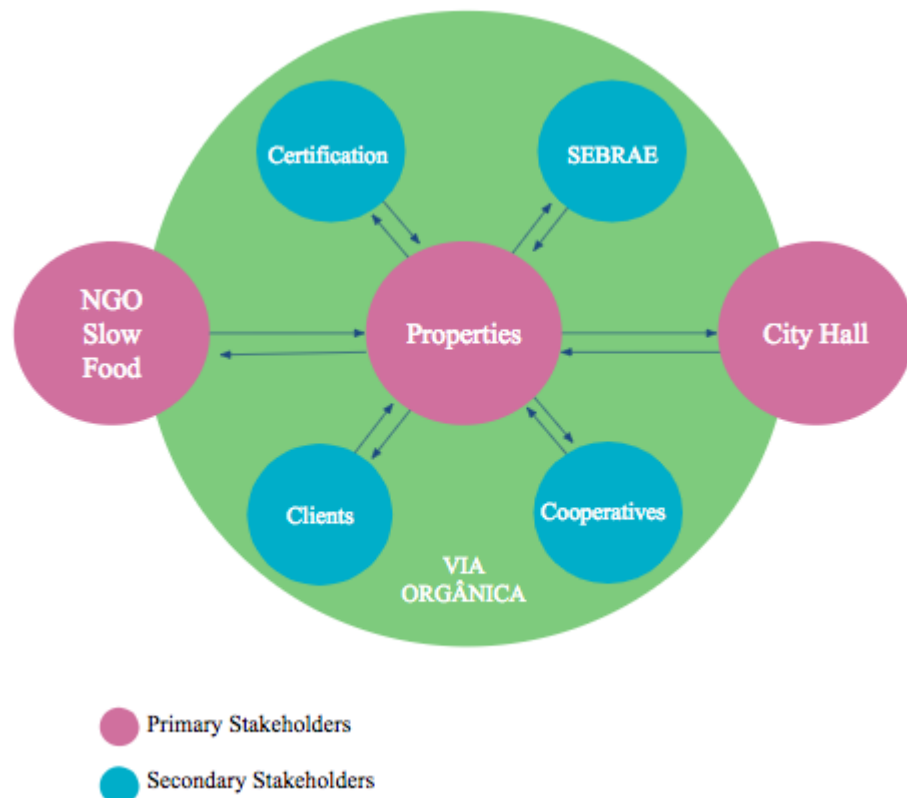 Certification
SEBRAE
NGO
Slow
Food
Properties
City Hall
Clients
Cooperatives
VIA
ORGÂNICA
Primary Stakeholders
Secondary Stakeholders